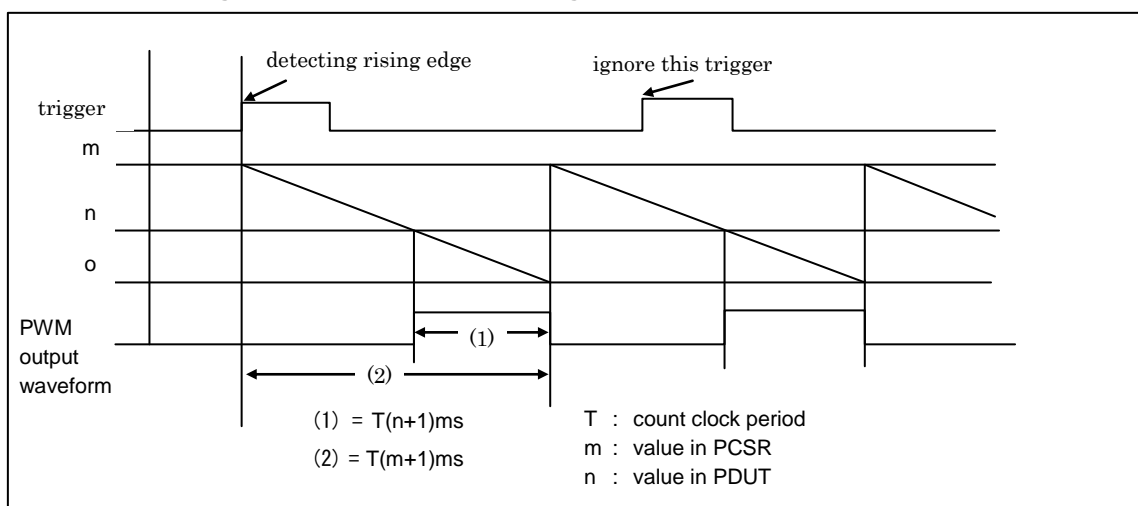 detecting rising edge
ignore this trigger
trigger
m
n
o
PWM
output
waveform
(1)
(2)
(1) = T(n+1)ms
(2) = T(m+1)ms
T : count clock period
m : value in PCSR
n : value in PDUT